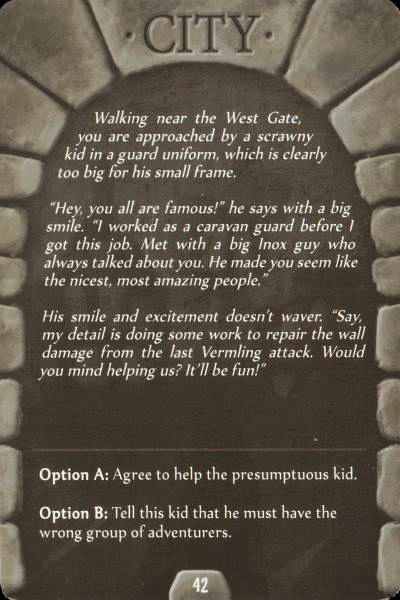 · CITY ·
Walking near the West Gate,
you are approached by a scrawny
kid in a guard uniform, which is clearly
too big for his small frame.
“Hey, you all are famous!” he says with a big
smile. “I worked as a caravan guard before I
got this job. Met with a big Inox guy who
always talked about you. He made you seem like
the nicest, most amazing people.”
His smile and excitement doesn’t waver. “Say,
my detail is doing some work to repair the wall
damage from the last Vermling attack. Would
you mind helping us? It’ll be fun!”
Option A: Agree to help the presumptuous kid.
Option B: Tell this kid that he must have the
wrong group of adventurers.
42